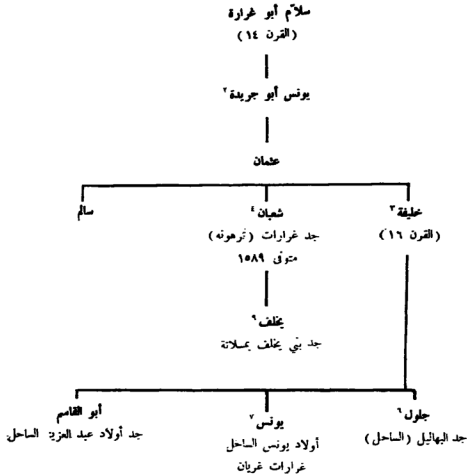 سلاّم أبو غرارة
(القرن ١٤)
يونس أبو جريدة ٢
عثمان
خليفة ٣
(القرن ١٦)
شعبان ٤
جد غرارات (ترهونه)
متوفى ١٥٨٩
سالم
يخلف ٩
جد بني يخلف بمسلاتة
جلول ٦
جد البهاليل (الساحل)
يونس ٧
أولاد يونس الساحل
غرارات غريان
أبو القاسم
جد أولاد عبد العزيز الساحل